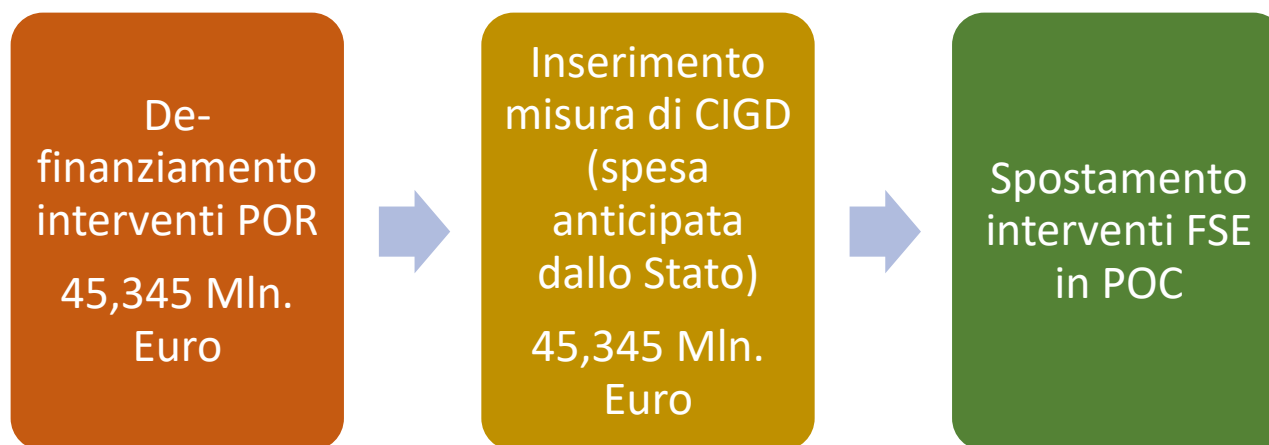 De-
finanziamento
interventi POR
45,345 Mln.
Euro
Inserimento
misura di CIGD
(spesa
anticipata
dallo Stato)
45,345 Mln.
Euro
Spostamento
interventi FSE
in POC